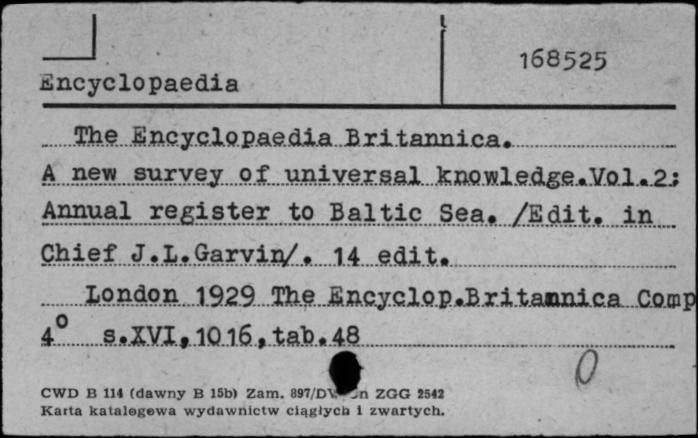 168525
Encyclopaedia
The Encyclopaedia Britannica.
A new survey of universal knowledge.Vol.2:
Annual register to Baltic Sea. /Edit. in
Chief J.L.Garvin/. 14 edit.
London 1929 The Encyclop.Britannica Comp
4° s.XVI,1016,tab.48
0
CWD B 114 (dawny B 15b) Zam. 897/ ZGG 2542
Karta katalogowa wydawnictw ciągłych i zwartych.